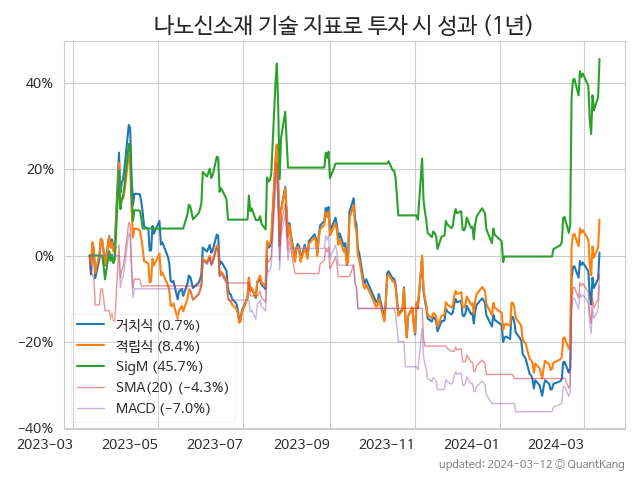 나노신소재 기술 지표로 투자 시 성과 (1년)
40%
20%
0%
−20%
−40%
거치식 (0.7%)
적립식 (8.4%)
SigM (45.7%)
SMA(20) (−4.3%)
MACD (−7.0%)
2023-03 2023-05 2023-07 2023-09 2023-11 2024-01 2024-03
updated: 2024-03-12 © QuantKang